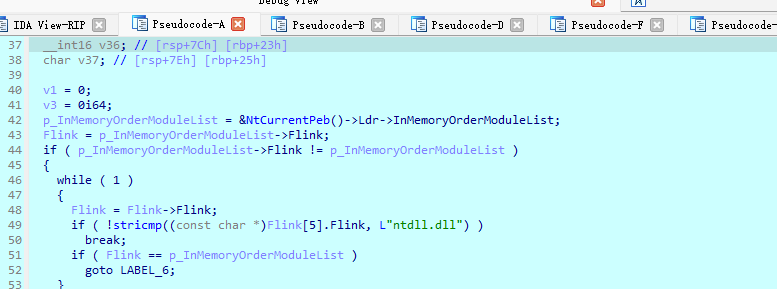 Debug View
IDA View-RIP Pseudocode-A Pseudocode-B Pseudocode-D Pseudocode-F Pseudocode-
37 __int16 v36; // [rsp+7Ch] [rbp+23h]
38 char v37; // [rsp+7Eh] [rbp+25h]
39
40 v1 = 0;
41 v3 = 0i64;
42 p_InMemoryOrderModuleList = &NtCurrentPeb()->Ldr->InMemoryOrderModuleList;
43 Flink = p_InMemoryOrderModuleList->Flink;
44 if ( p_InMemoryOrderModuleList->Flink != p_InMemoryOrderModuleList )
45 {
46 while ( 1 )
47 {
48 Flink = Flink->Flink;
49 if ( !stricmp((const char *)Flink[5].Flink, L"ntdll.dll") )
50 break;
51 if ( Flink == p_InMemoryOrderModuleList )
52 goto LABEL_6;
53 }